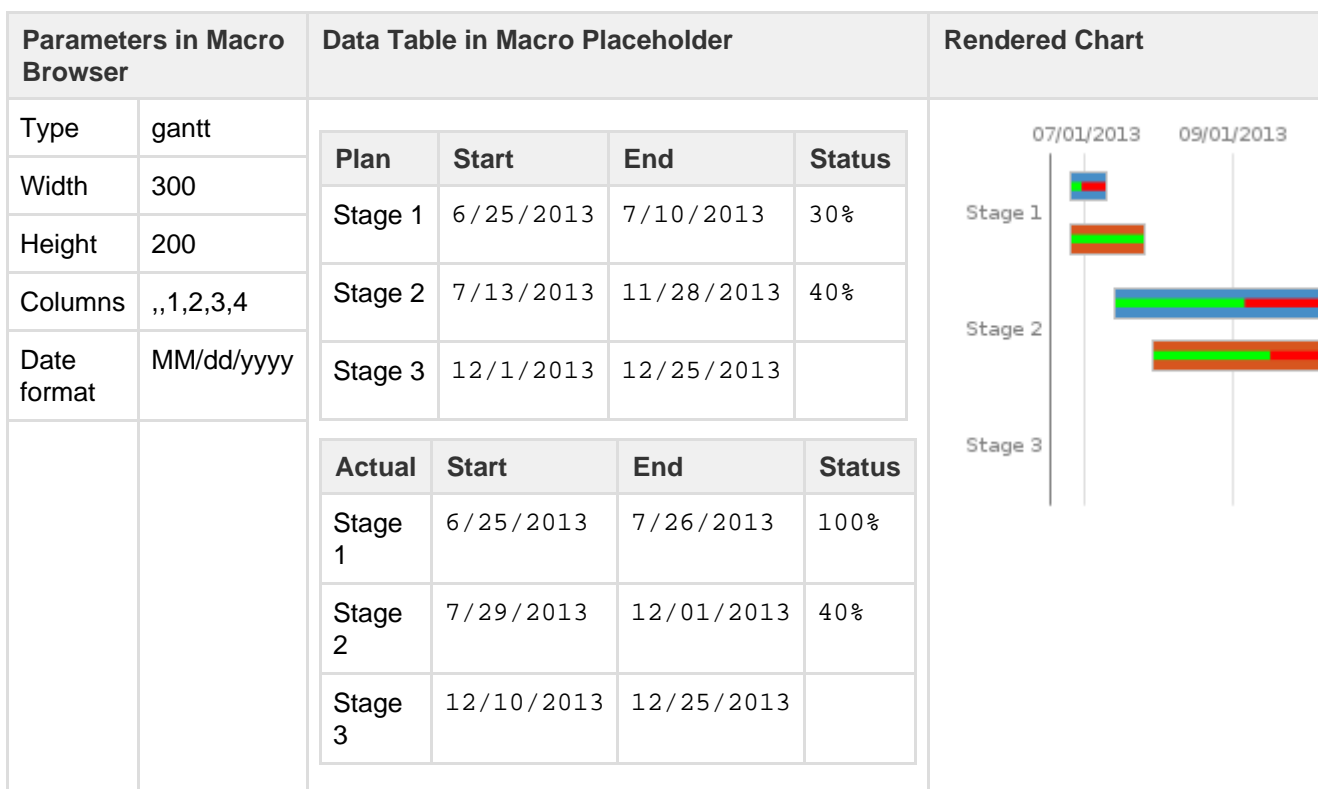 Parameters in Macro
Browser
Data Table in Macro Placeholder
Rendered Chart
Type gantt
Width 300
Height 200
Columns ,,1,2,3,4
Date
format
MM/dd/yyyy
Plan Start End Status
Stage 1 6/25/2013 7/10/2013 30%
Stage 2 7/13/2013 11/28/2013 40%
Stage 3 12/1/2013 12/25/2013
Actual Start End Status
Stage
1
6/25/2013 7/26/2013 100%
Stage
2
7/29/2013 12/01/2013 40%
Stage
3
12/10/2013 12/25/2013
07/01/2013 09/01/2013
Stage 1
Stage 2
Stage 3